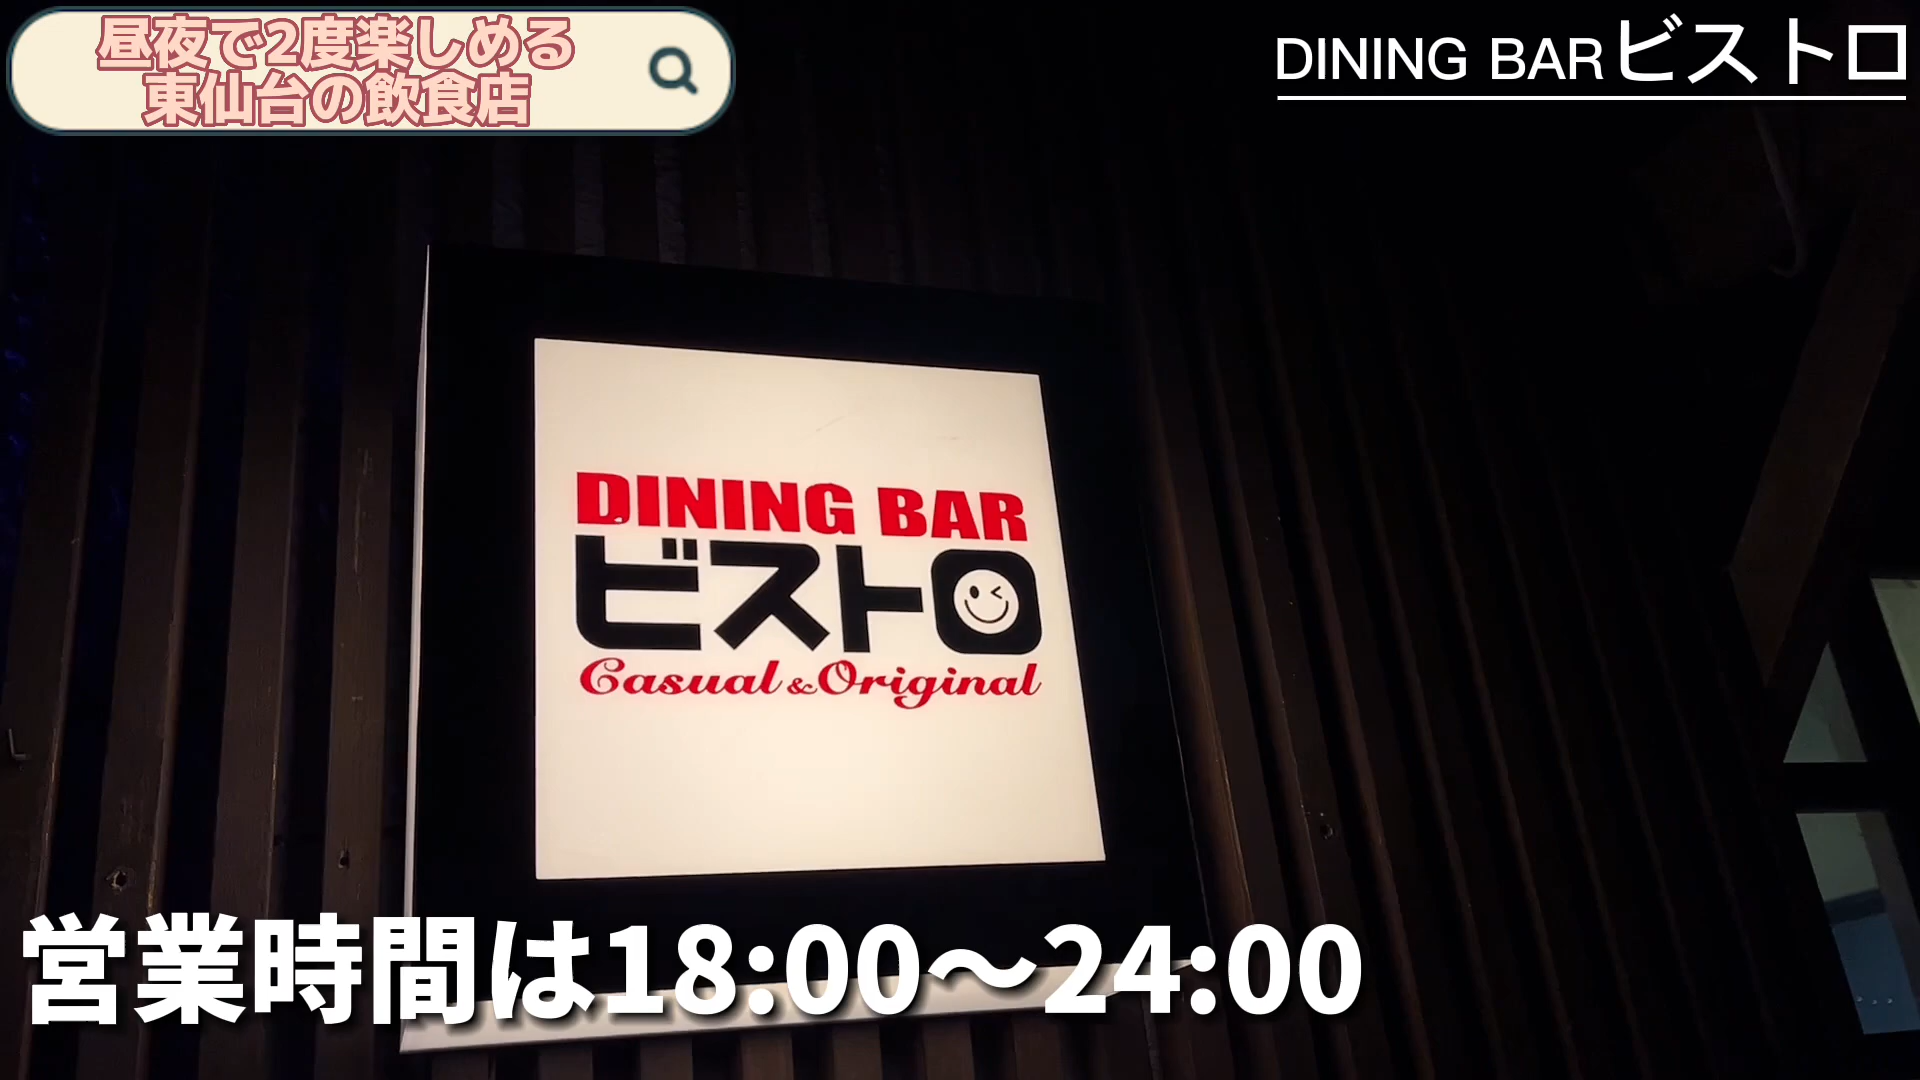 昼夜で2度楽しめる
東仙台の飲食店
DINING BARビストロ
DINING BAR
ビストロ
Casual & Original
営業時間は18:00～24:00